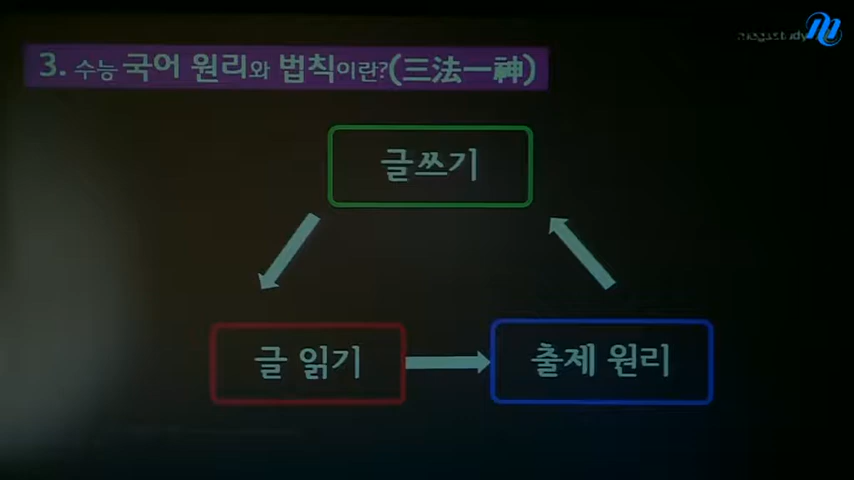 megastudy
3. 수능 국어 원리와 법칙이란?(三法一神)
글쓰기
글 읽기
출제 원리